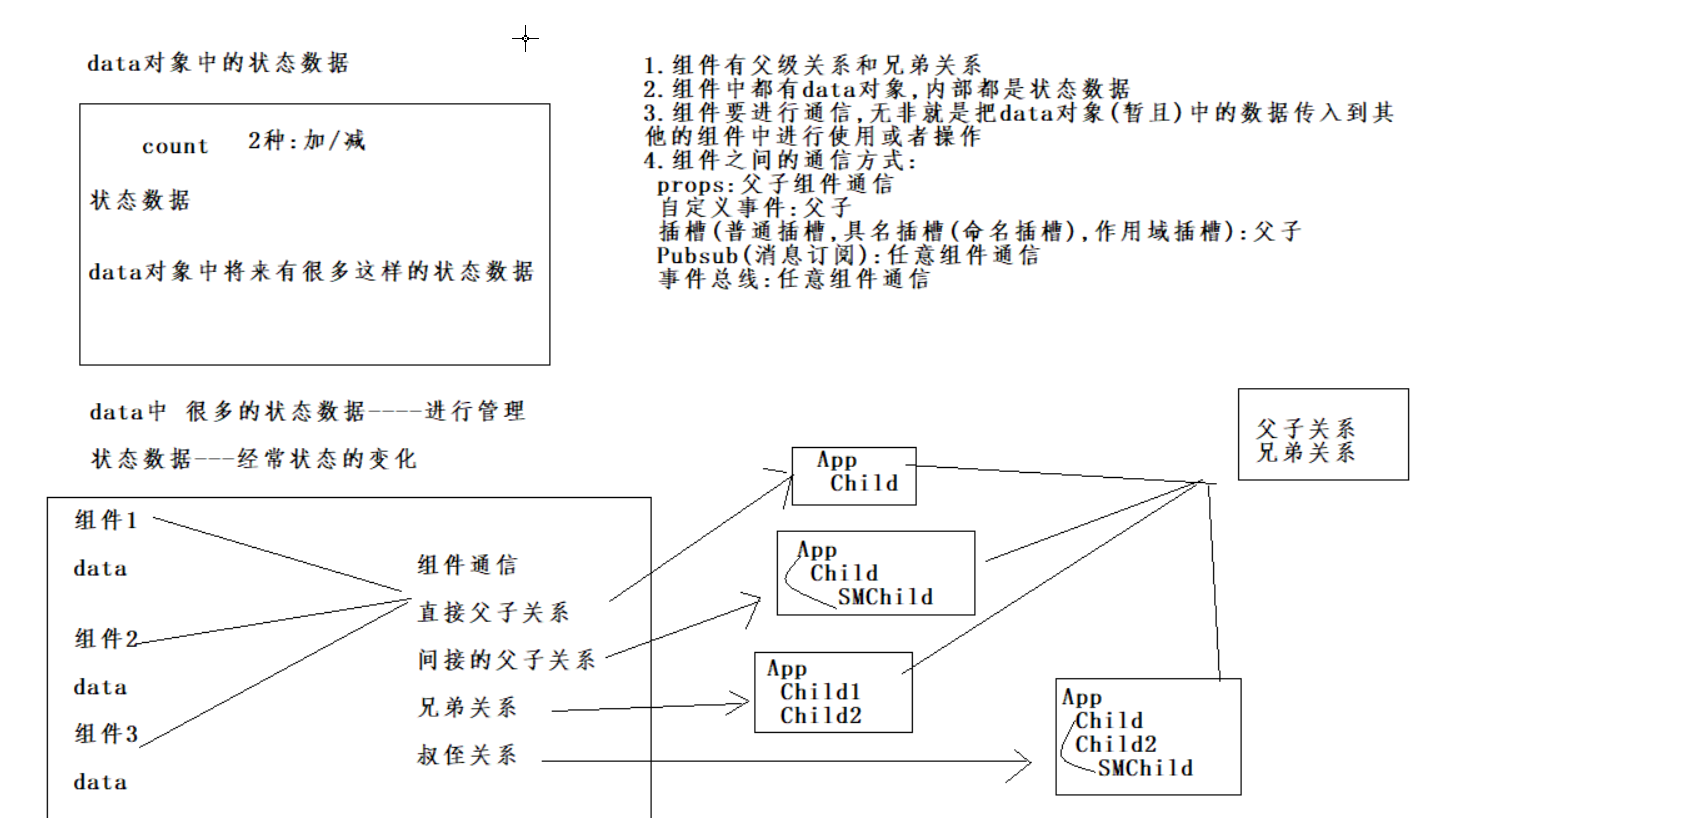 data对象中的状态数据
count 2种:加/减
状态数据
data对象中将来有很多这样的状态数据
data中 很多的状态数据----进行管理
状态数据---经常状态的变化
1.组件有父级关系和兄弟关系
2.组件中都有data对象,内部都是状态数据
3.组件要进行通信,无非就是把data对象(暂且)中的数据传入到其
他的组件中进行使用或者操作
4.组件之间的通信方式:
props:父子组件通信
自定义事件:父子
插槽(普通插槽,具名插槽(命名插槽),作用域插槽):父子
Pubsub(消息订阅):任意组件通信
事件总线:任意组件通信
组件1
data
组件2
data
组件3
data
组件通信
直接父子关系
间接的父子关系
兄弟关系
叔侄关系
App
Child
App
Child
SMChild
App
Child1
Child2
App
Child
Child2
SMChild
父子关系
兄弟关系